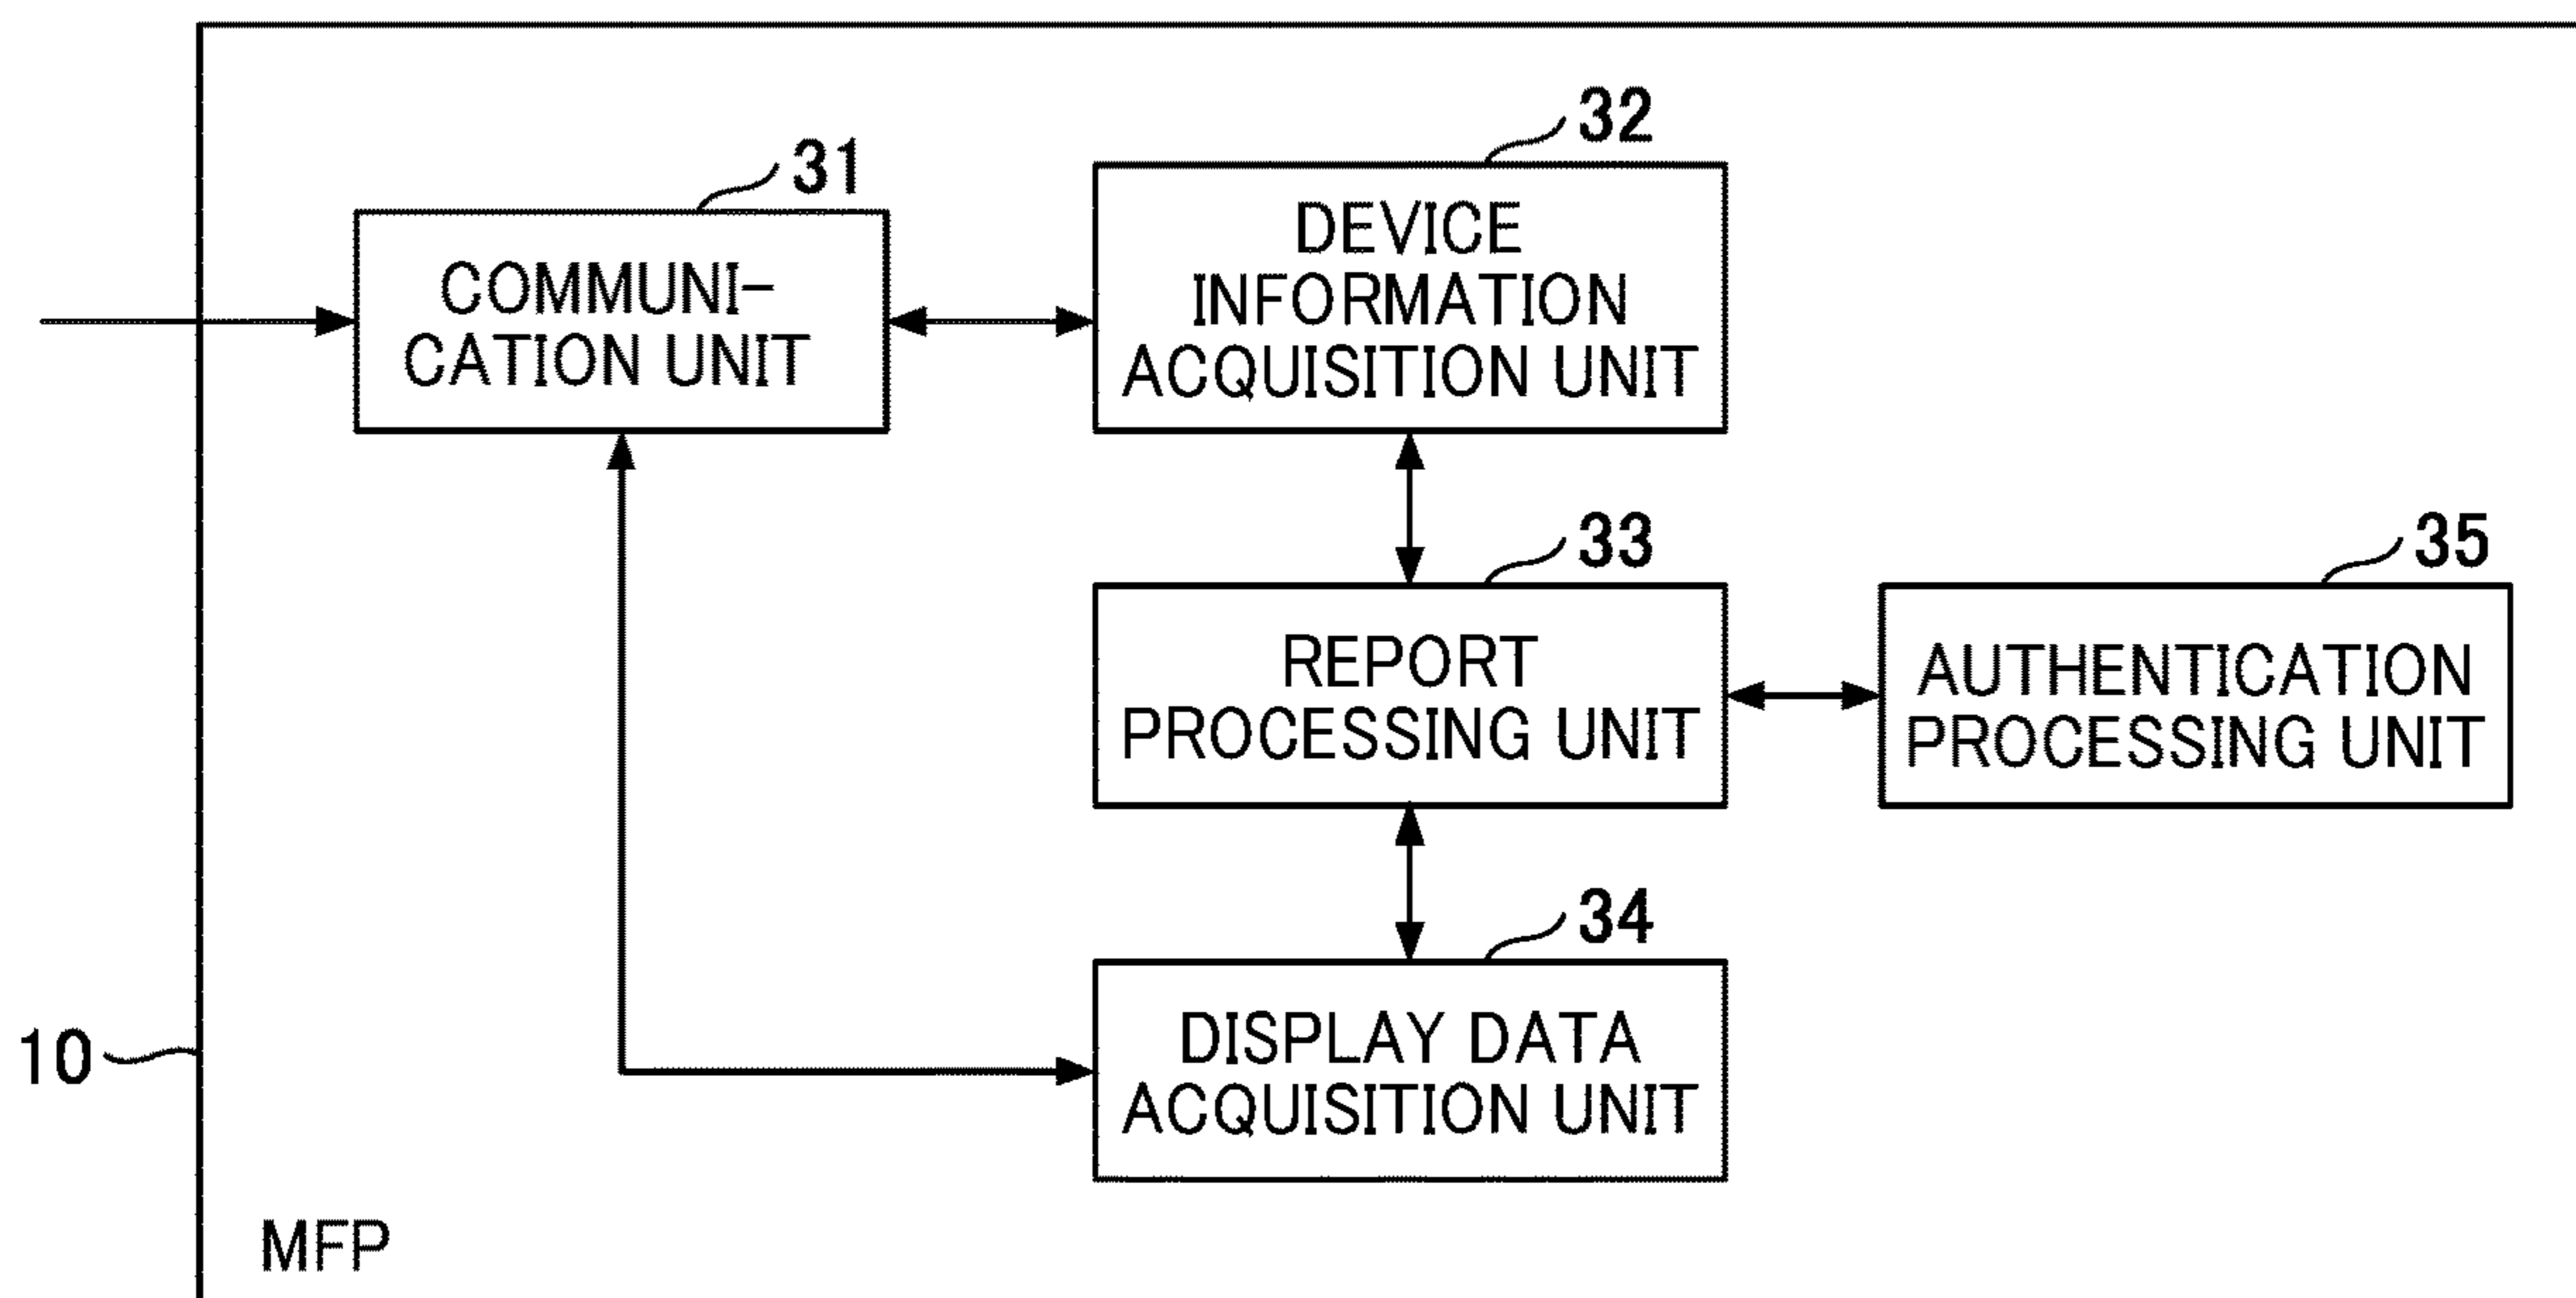 31
COMMUNI-
CATION UNIT
32
DEVICE
INFORMATION
ACQUISITION UNIT
33
REPORT
PROCESSING UNIT
35
AUTHENTICATION
PROCESSING UNIT
34
DISPLAY DATA
ACQUISITION UNIT
10
MFP